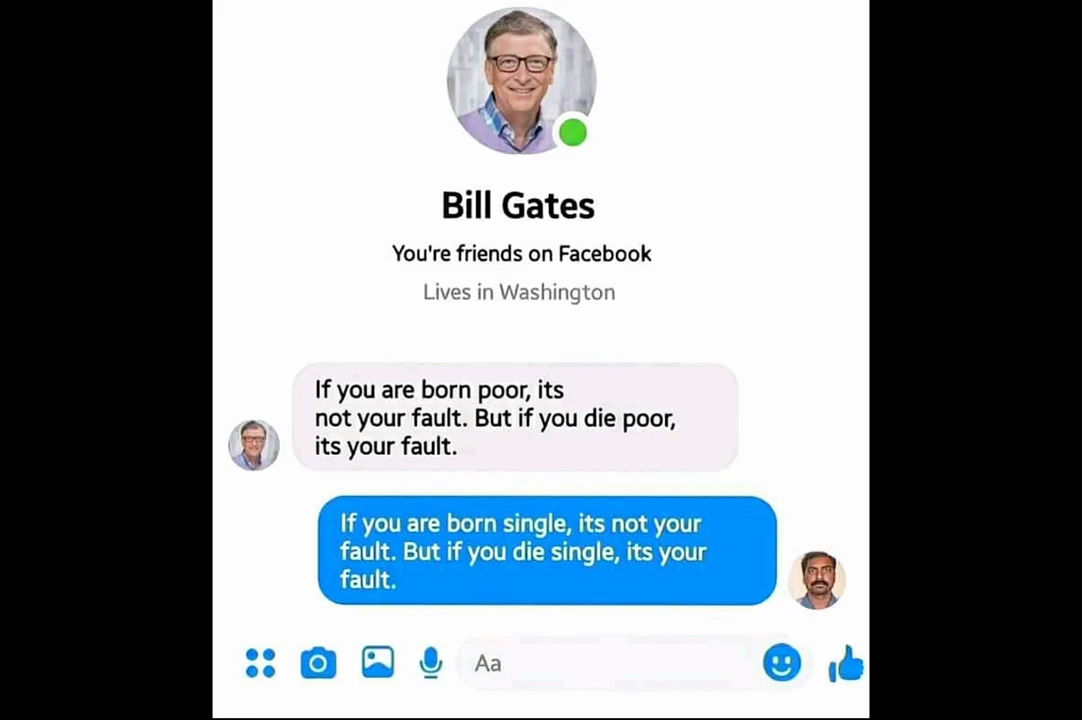 Bill Gates
You're friends on Facebook
Lives in Washington
If you are born poor, its
not your fault. But if you die poor,
its your fault.
If you are born single, its not your
fault. But if you die single, its your
fault.
Aa